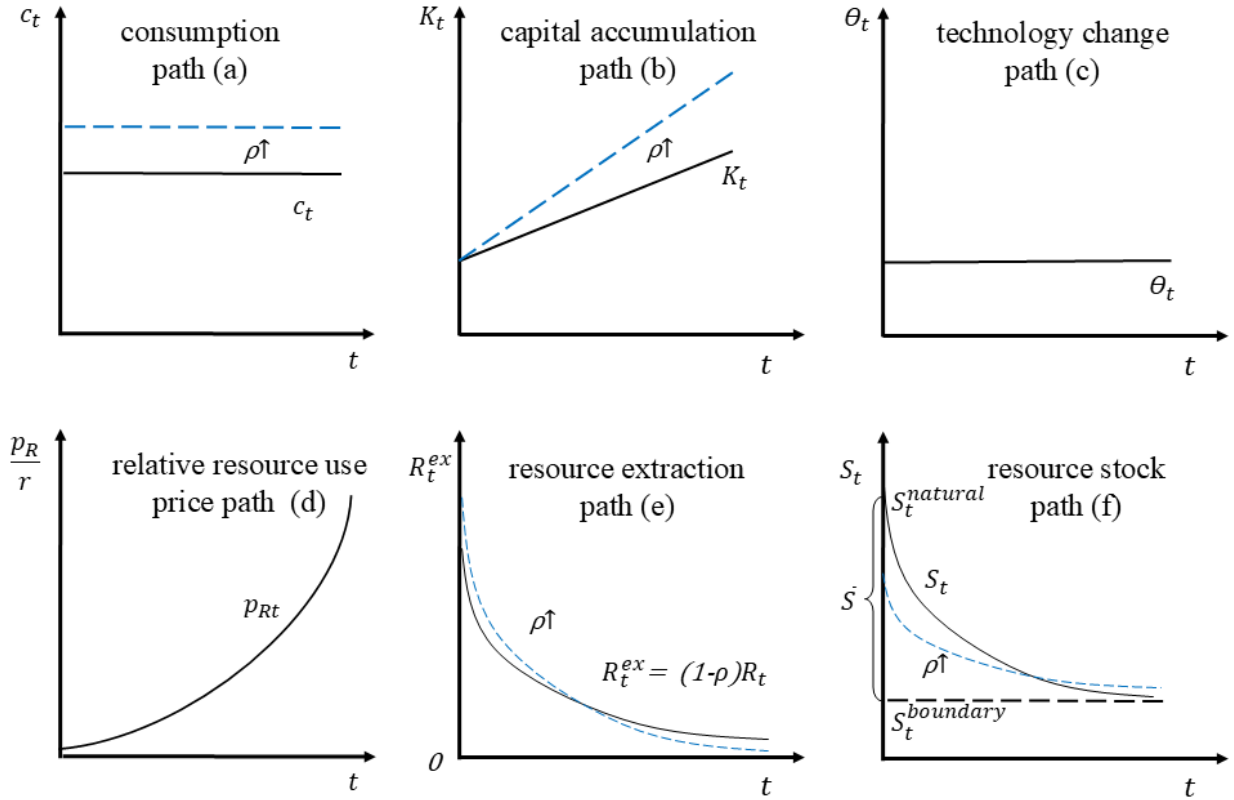 c_t
consumption
path (a)
ρ↑
c_t
t
K_t
capital accumulation
path (b)
ρ↑
K_t
t
θ_t
technology change
path (c)
θ_t
t
p_R
r
relative resource use
price path (d)
p_{Rt}
t
R_t^{ex}
resource extraction
path (e)
ρ↑
R_t^{ex} = (1-ρ)R_t
0
t
S_t
resource stock
path (f)
S_t^{natural}
S_t
Ṡ
ρ↑
S_t^{boundary}
t